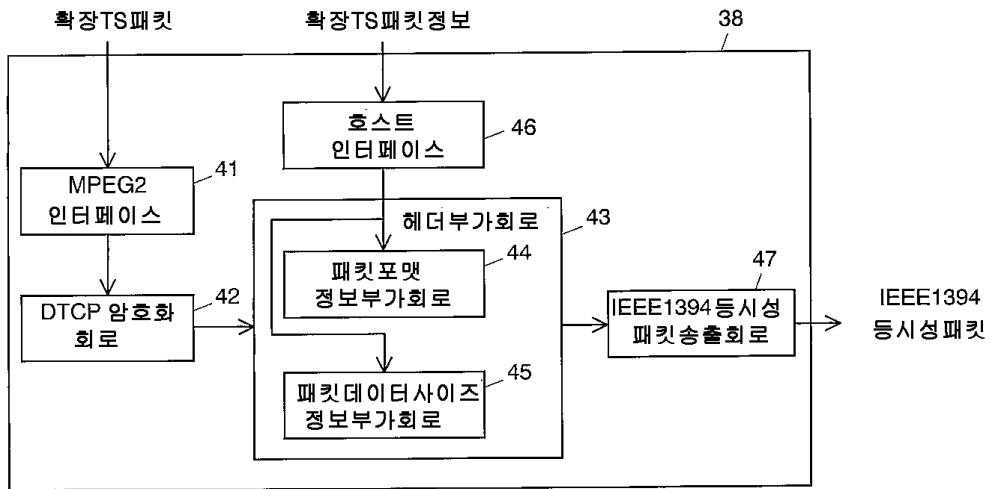 확장TS패킷
확장TS패킷정보
38
호스트
인터페이스
46
MPEG2
인터페이스
41
헤더부가회로
43
패킷포맷
정보부가회로
44
DTCP 암호화
회로
42
IEEE1394등시성
패킷송출회로
47
IEEE1394
등시성패킷
패킷데이터사이즈
정보부가회로
45